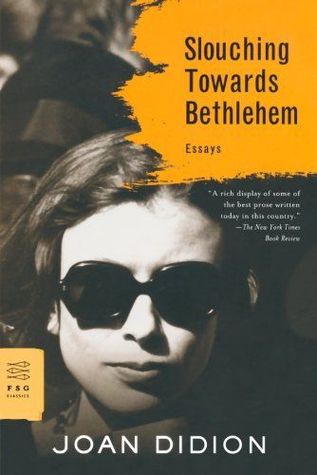 Slouching
Towards
Bethlehem
Essays
"A rich display of some of
the best prose written
today in this country."
—The New York Times
Book Review
FSG
CLASSICS
JOAN DIDION